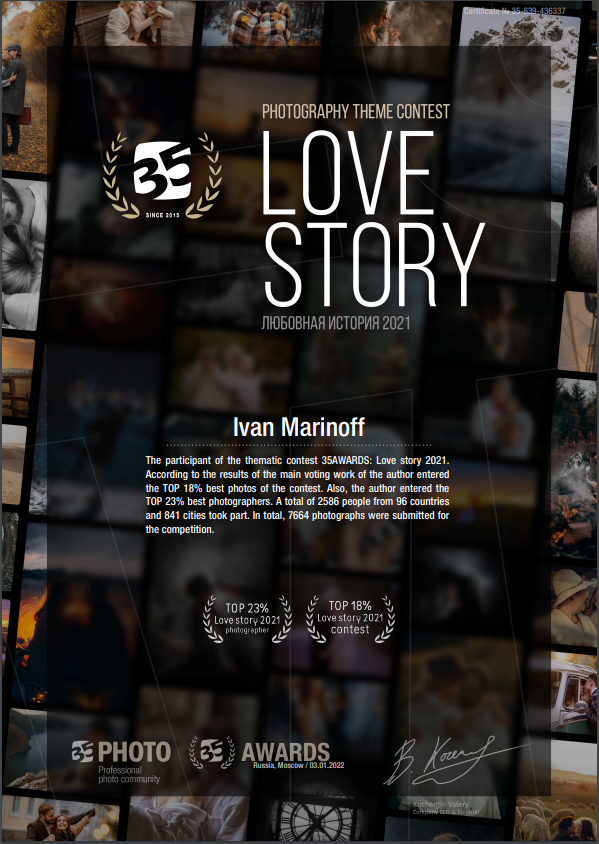 Certificate № 35-639-436337
PHOTOGRAPHY THEME CONTEST
LOVE
STORY
35
SINCE 2015
ЛЮБОВНАЯ ИСТОРИЯ 2021
Ivan Marinoff
The participant of the thematic contest 35AWARDS: Love story 2021.
According to the results of the main voting work of the author entered
the TOP 18% best photos of the contest. Also, the author entered the
TOP 23% best photographers. A total of 2586 people from 96 countries
and 841 cities took part. In total, 7664 photographs were submitted for
the competition.
TOP 23%
Love story 2021
photographer
TOP 18%
Love story 2021
contest
35 PHOTO
Professional
photo community
35 AWARDS
Russia, Moscow / 03.01.2022
Kochergin Valery
Company CEO & Founder